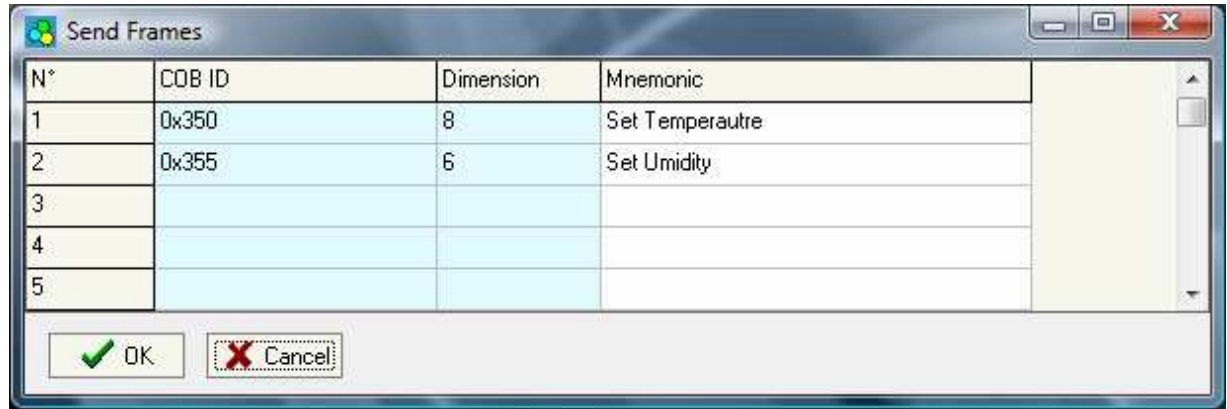 Send Frames
N° COB ID Dimension Mnemonic
1 0x350 8 Set Temperautre
2 0x355 6 Set Umidity
3
4
5
OK Cancel